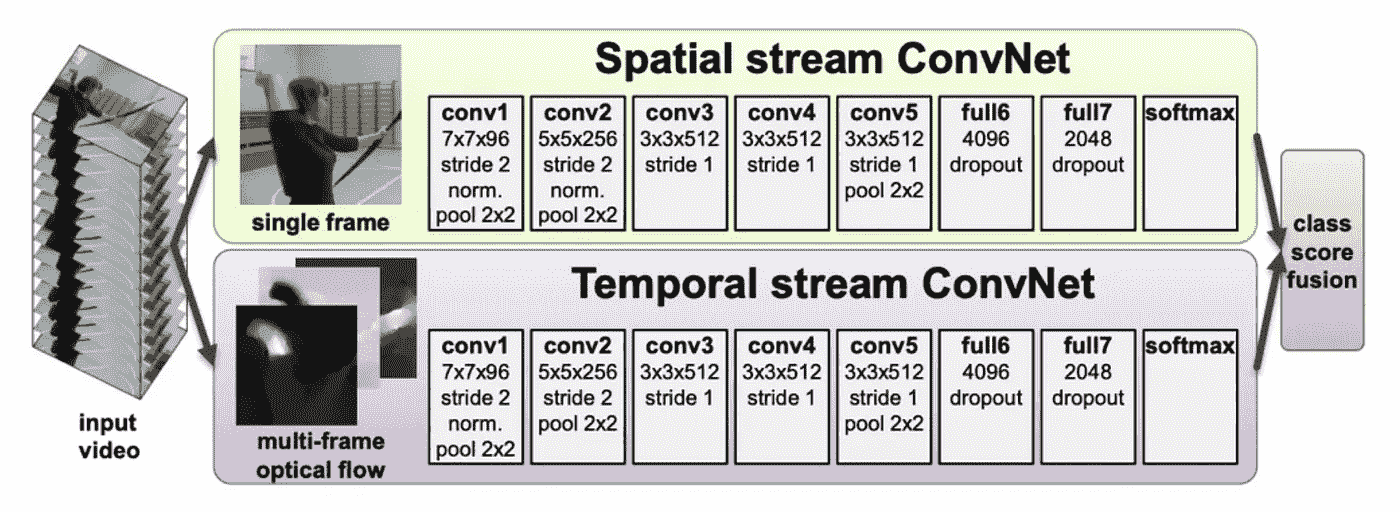 Spatial stream ConvNet
conv1
7x7x96
stride 2
norm.
pool 2x2
conv2
5x5x256
stride 2
norm.
pool 2x2
conv3
3x3x512
stride 1
conv4
3x3x512
stride 1
conv5
3x3x512
stride 1
pool 2x2
full6
4096
dropout
full7
2048
dropout
softmax
single frame
Temporal stream ConvNet
conv1
7x7x96
stride 2
norm.
pool 2x2
conv2
5x5x256
stride 2
pool 2x2
conv3
3x3x512
stride 1
conv4
3x3x512
stride 1
conv5
3x3x512
stride 1
pool 2x2
full6
4096
dropout
full7
2048
dropout
softmax
multi-frame
optical flow
input
video
class
score
fusion